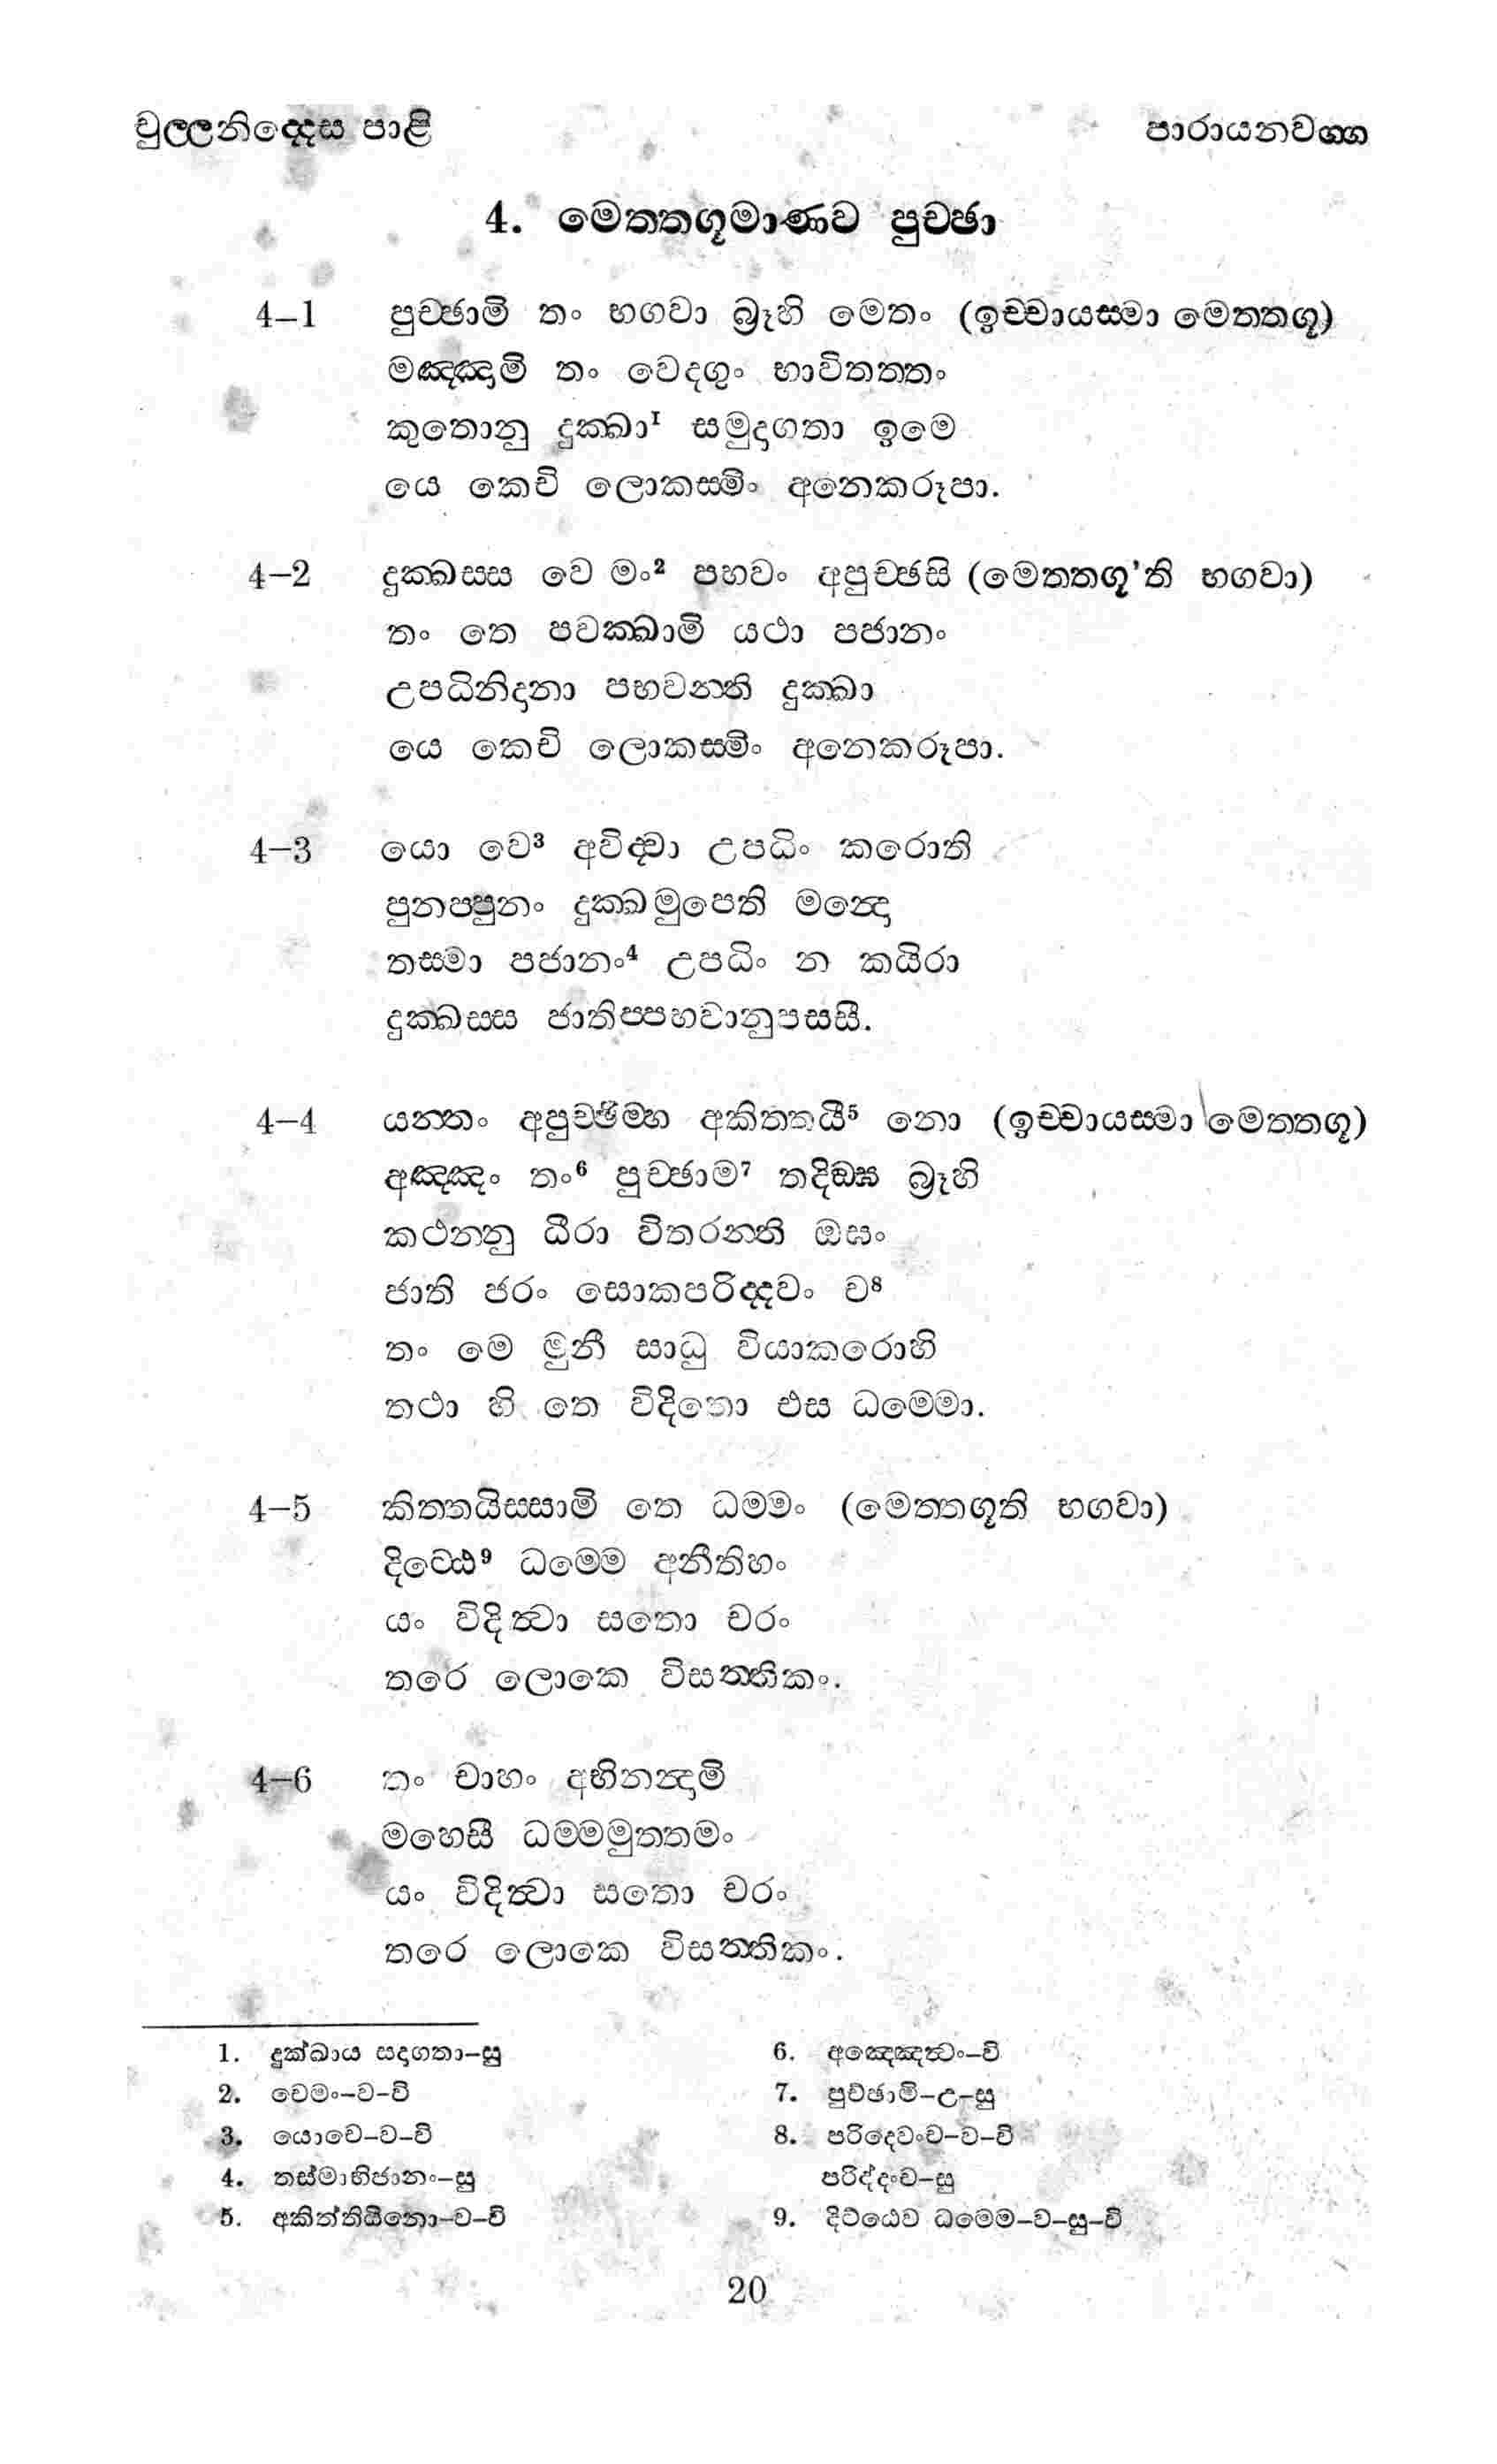 චුල්ලනිද්දෙස පාළි
පාරායනවග්ග
4. මෙත්තගූමාණව පුච්ඡා
4–1 පුච්ඡාමි තං භගවා බ්‍රූහි මෙතං (ඉච්චායස්මා මෙත්තගූ)
මඤ්ඤාමි තං වෙදගුං භාවිතත්තං
කුතොනු දුක්ඛා¹ සමුදාගතා ඉමෙ
යෙ කෙචි ලොකස්මිං අනෙකරූපා.
4–2 දුක්ඛස්ස වෙ මං² පභවං අපුච්ඡසි (මෙත්තගූ’ති භගවා)
තං තෙ පවක්ඛාමි යථා පජානං
උපධිනිදානා පභවන්ති දුක්ඛා
යෙ කෙචි ලොකස්මිං අනෙකරූපා.
4–3 යො වෙ³ අවිද්වා උපධිං කරොති
පුනප්පුනං දුක්ඛමුපෙති මන්දො
තස්මා පජානං⁴ උපධිං න කයිරා
දුක්ඛස්ස ජාතිප්පභවානුපස්සී.
4–4 යන්තං අපුච්ඡිම්හ අකිත්තයී⁵ නො (ඉච්චායස්මා මෙත්තගූ)
අඤ්ඤං තං⁶ පුච්ඡාම⁷ තදිඞ්ඝ බ්‍රූහි
කථන්නු ධීරා විතරන්ති ඔඝං
ජාති ජරං සොකපරිද්දවං ච⁸
තං මෙ මුනී සාධු වියාකරොහි
තථා හි තෙ විදිතො එස ධම්මො.
4–5 කිත්තයිස්සාමි තෙ ධම්මං (මෙත්තගූති භගවා)
දිට්ඨෙ⁹ ධම්මෙ අනීතිහං
යං විදිත්වා සතො චරං
තරෙ ලොකෙ විසත්තිකං.
4–6 තං චාහං අභිනන්දාමි
මහෙසී ධම්මමුත්තමං
යං විදිත්වා සතො චරං
තරෙ ලොකෙ විසත්තිකං.
1. දුක්ඛාය සදාගතා–සු
2. චෙමං–ව–වි
3. යොචෙ–ව–වි
4. තස්මාභිජානං–සු
5. අකිත්තියීනො–ව–වි
6. අඤ්ඤෙත්වං–වි
7. පුච්ඡාමි–උ–සු
8. පරිදෙවංච–ව–වි
පරිද්දංච–සු
9. දිට්ඨෙව ධම්මෙ–ව–සු–වි
20